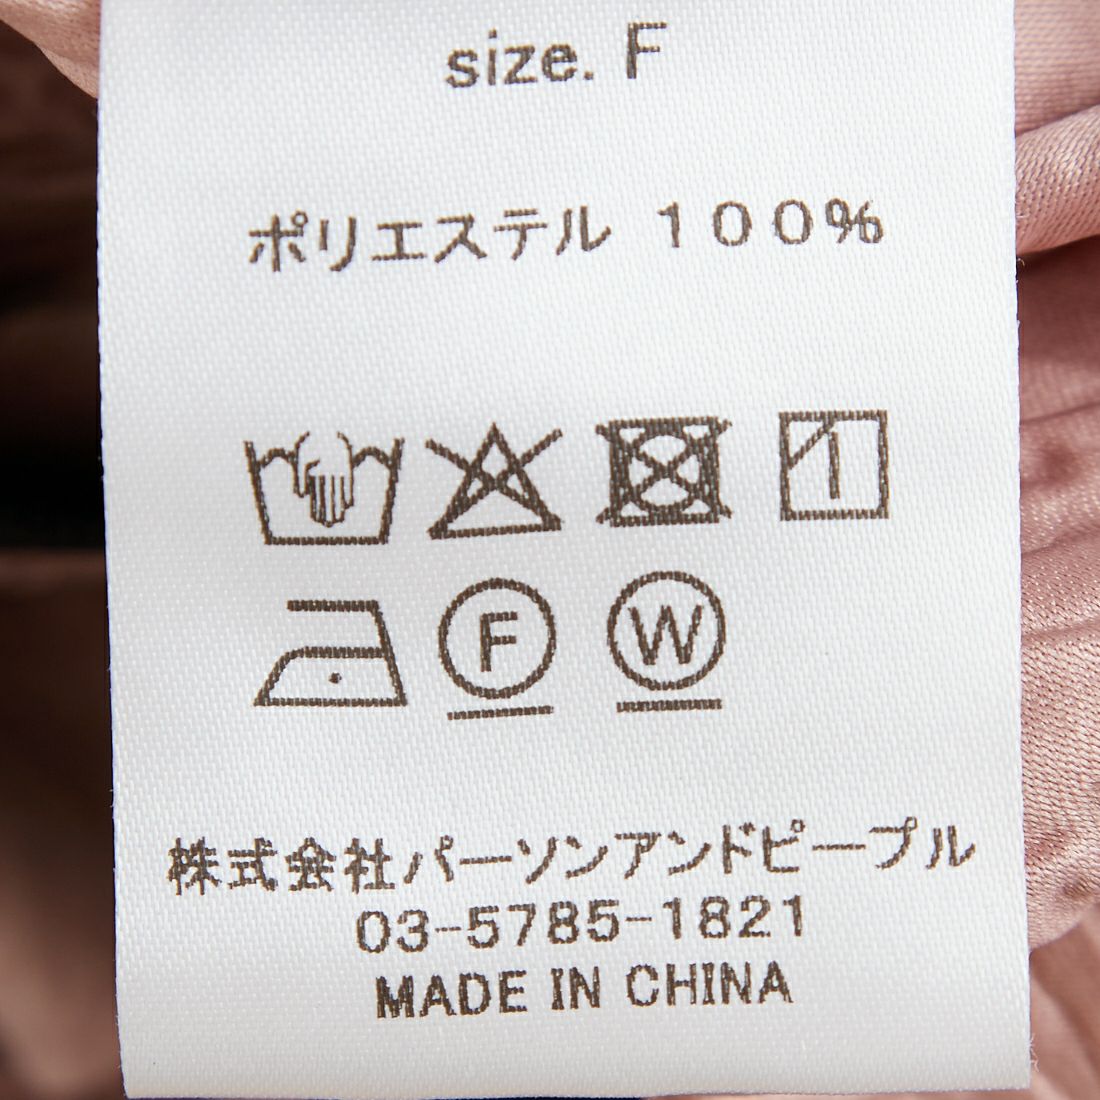 size. F
ポリエステル 100%
F W
株式会社パーソンアンドピープル
03-5785-1821
MADE IN CHINA